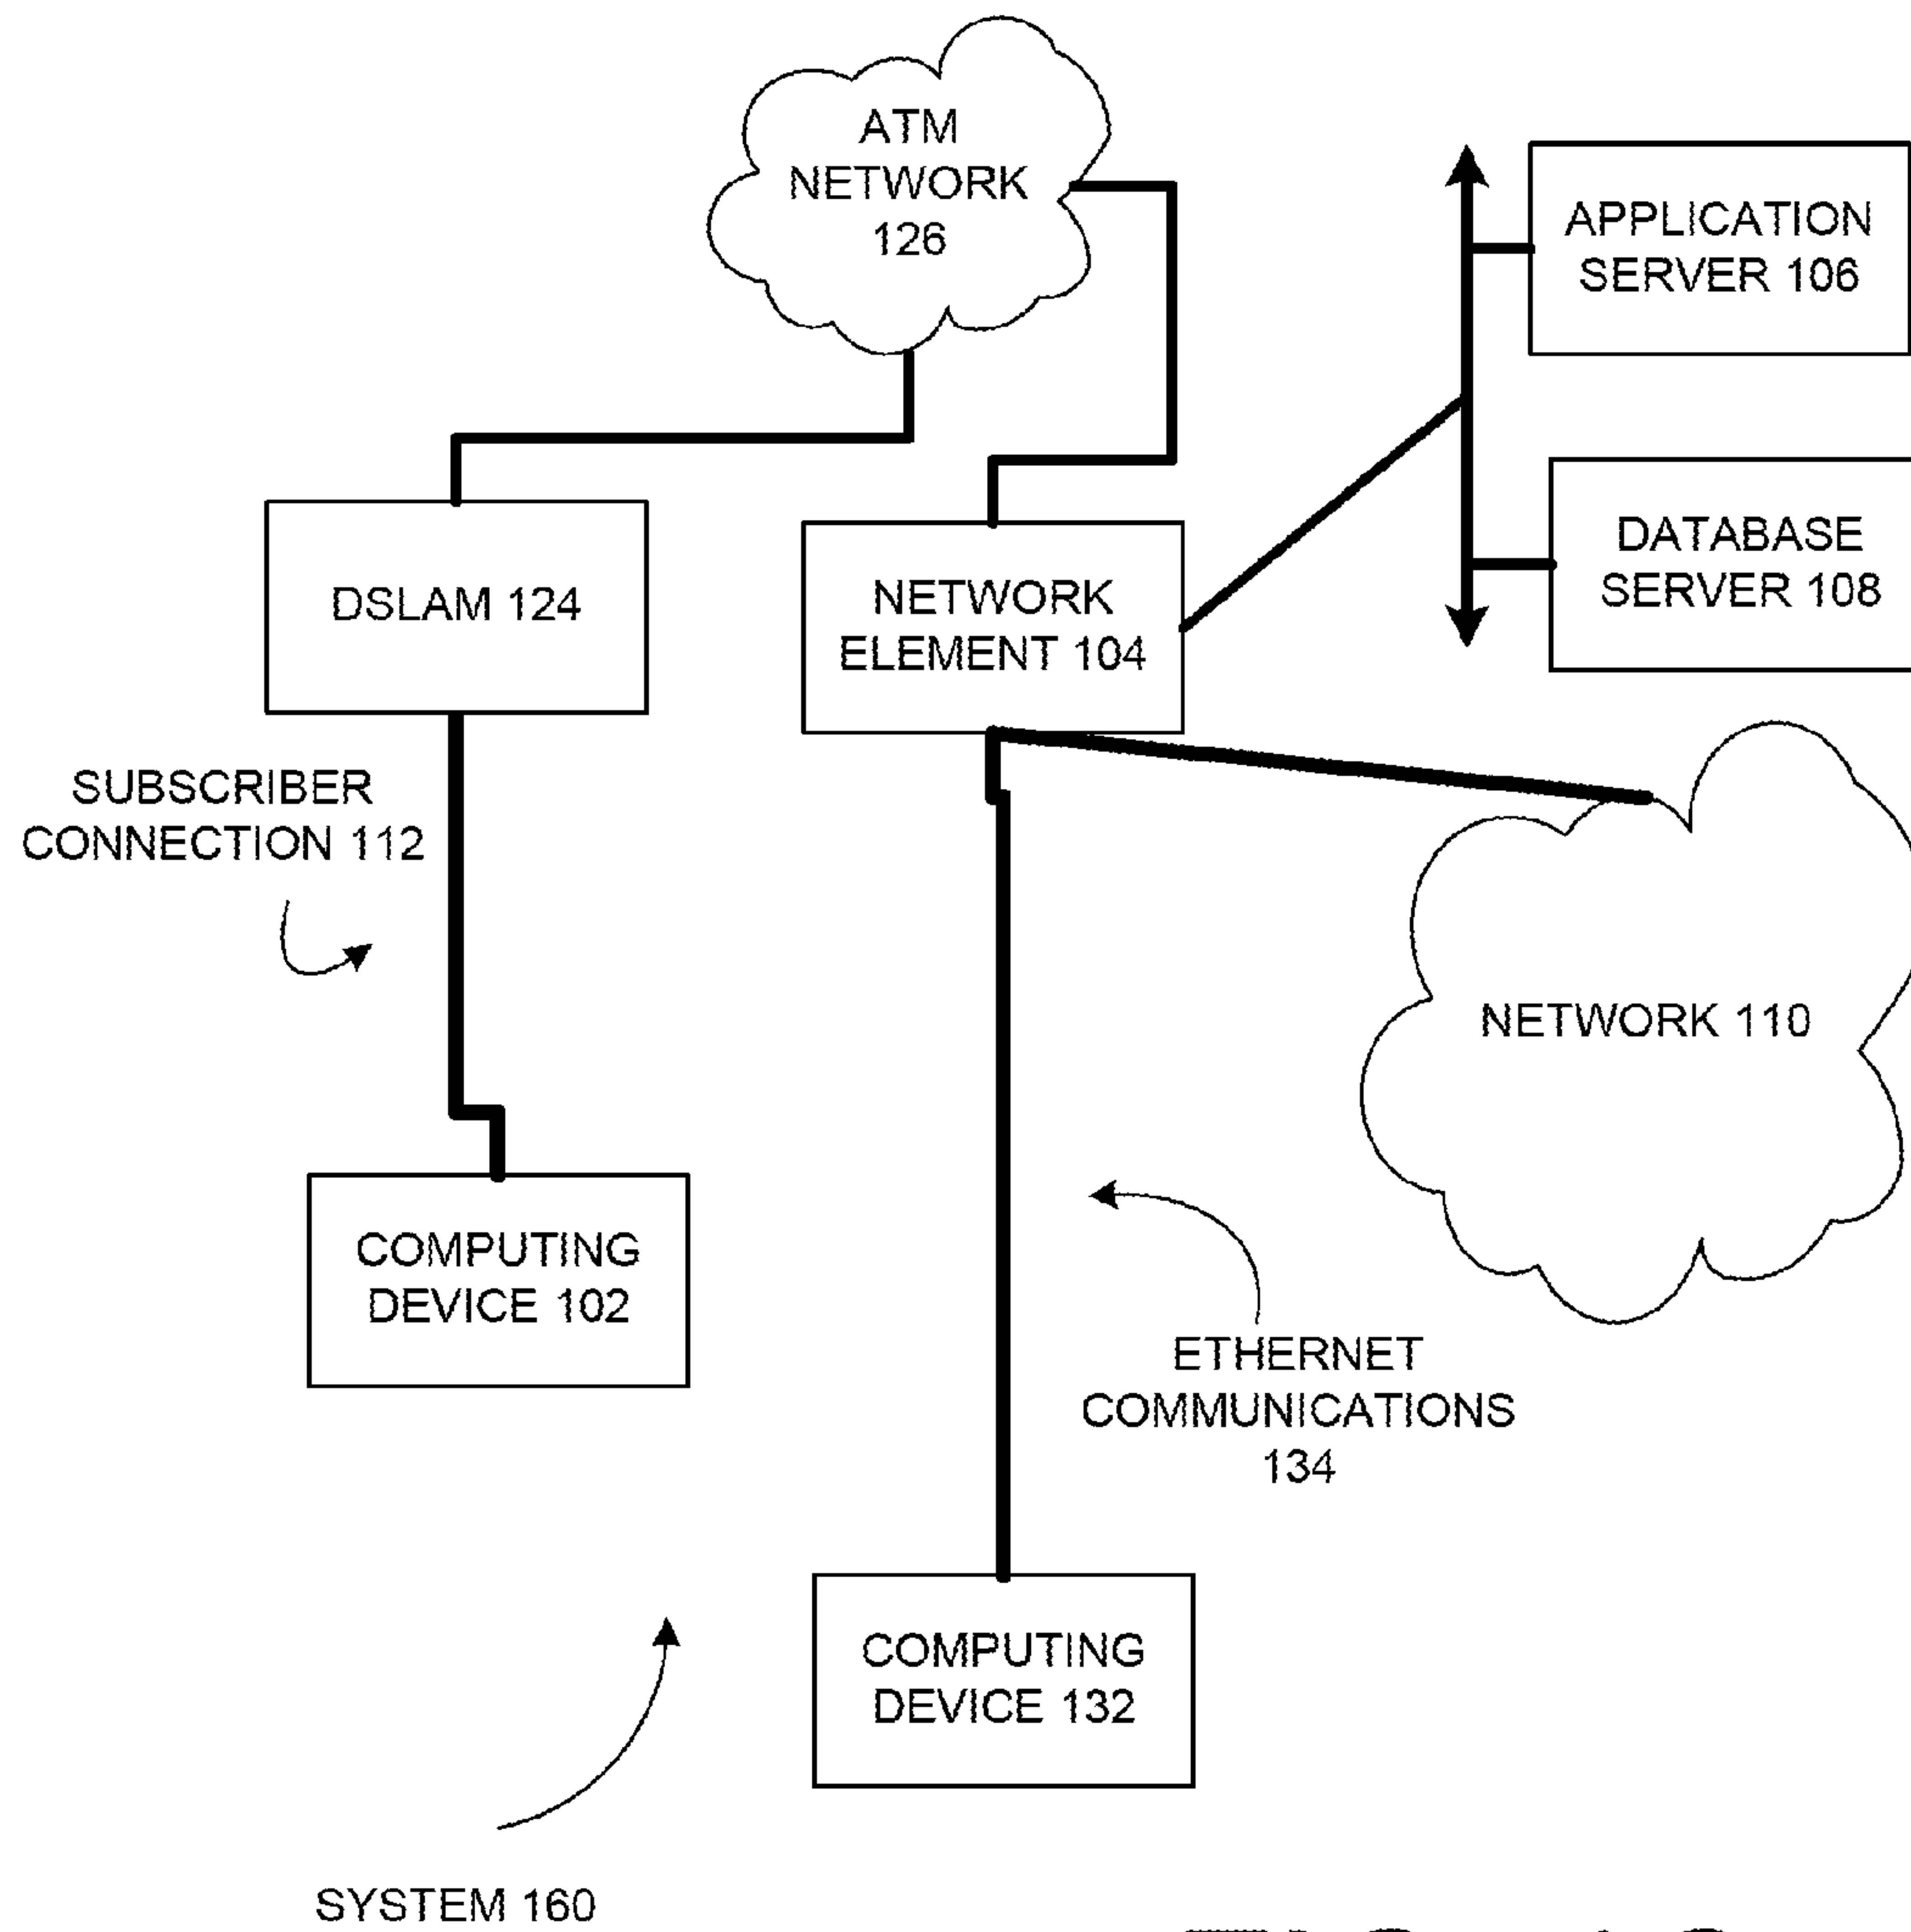 ATM
NETWORK
126
APPLICATION
SERVER 106
DATABASE
SERVER 108
DSLAM 124
NETWORK
ELEMENT 104
SUBSCRIBER
CONNECTION 112
NETWORK 110
COMPUTING
DEVICE 102
ETHERNET
COMMUNICATIONS
134
COMPUTING
DEVICE 132
SYSTEM 160